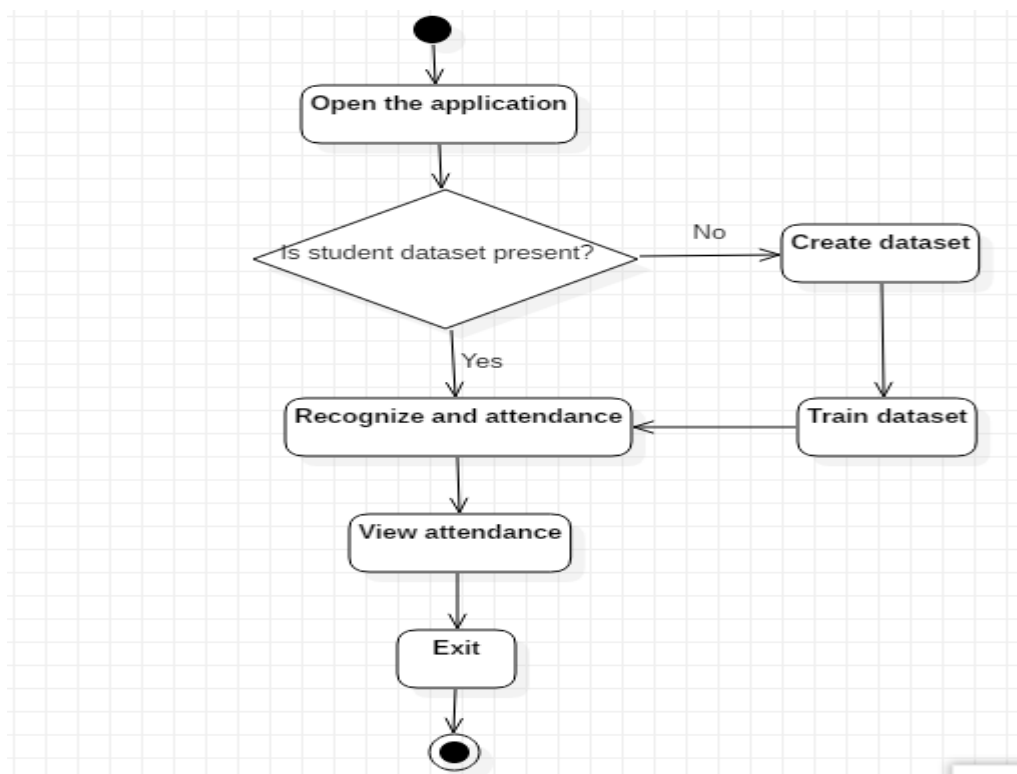 Open the application
Is student dataset present?
No
Create dataset
Yes
Recognize and attendance
Train dataset
View attendance
Exit